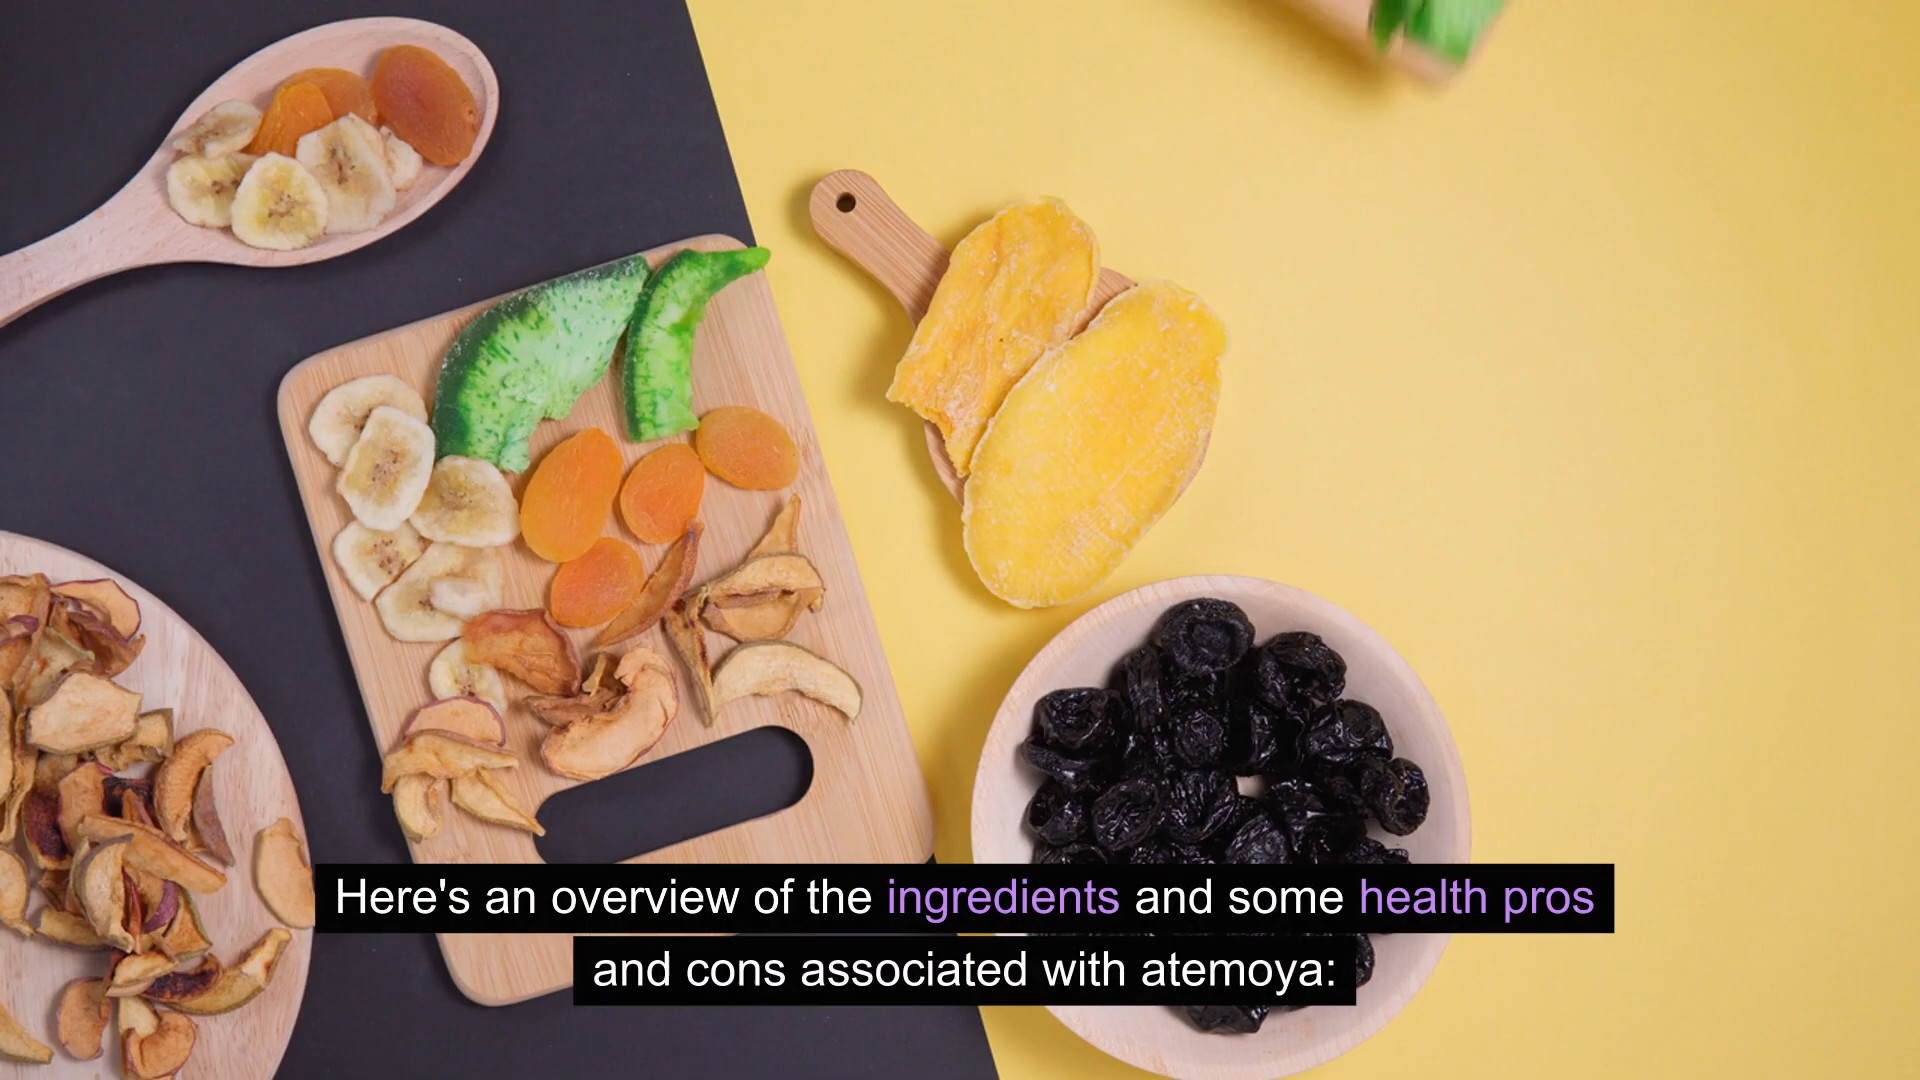 Here's an overview of the ingredients and some health pros
and cons associated with atemoya: